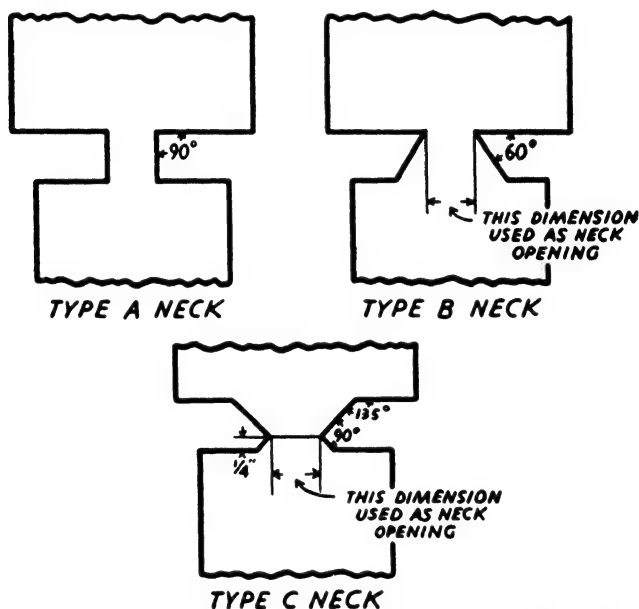 90°
60°
THIS DIMENSION
USED AS NECK
OPENING
TYPE A NECK
TYPE B NECK
135°
90°
1/4"
THIS DIMENSION
USED AS NECK
OPENING
TYPE C NECK